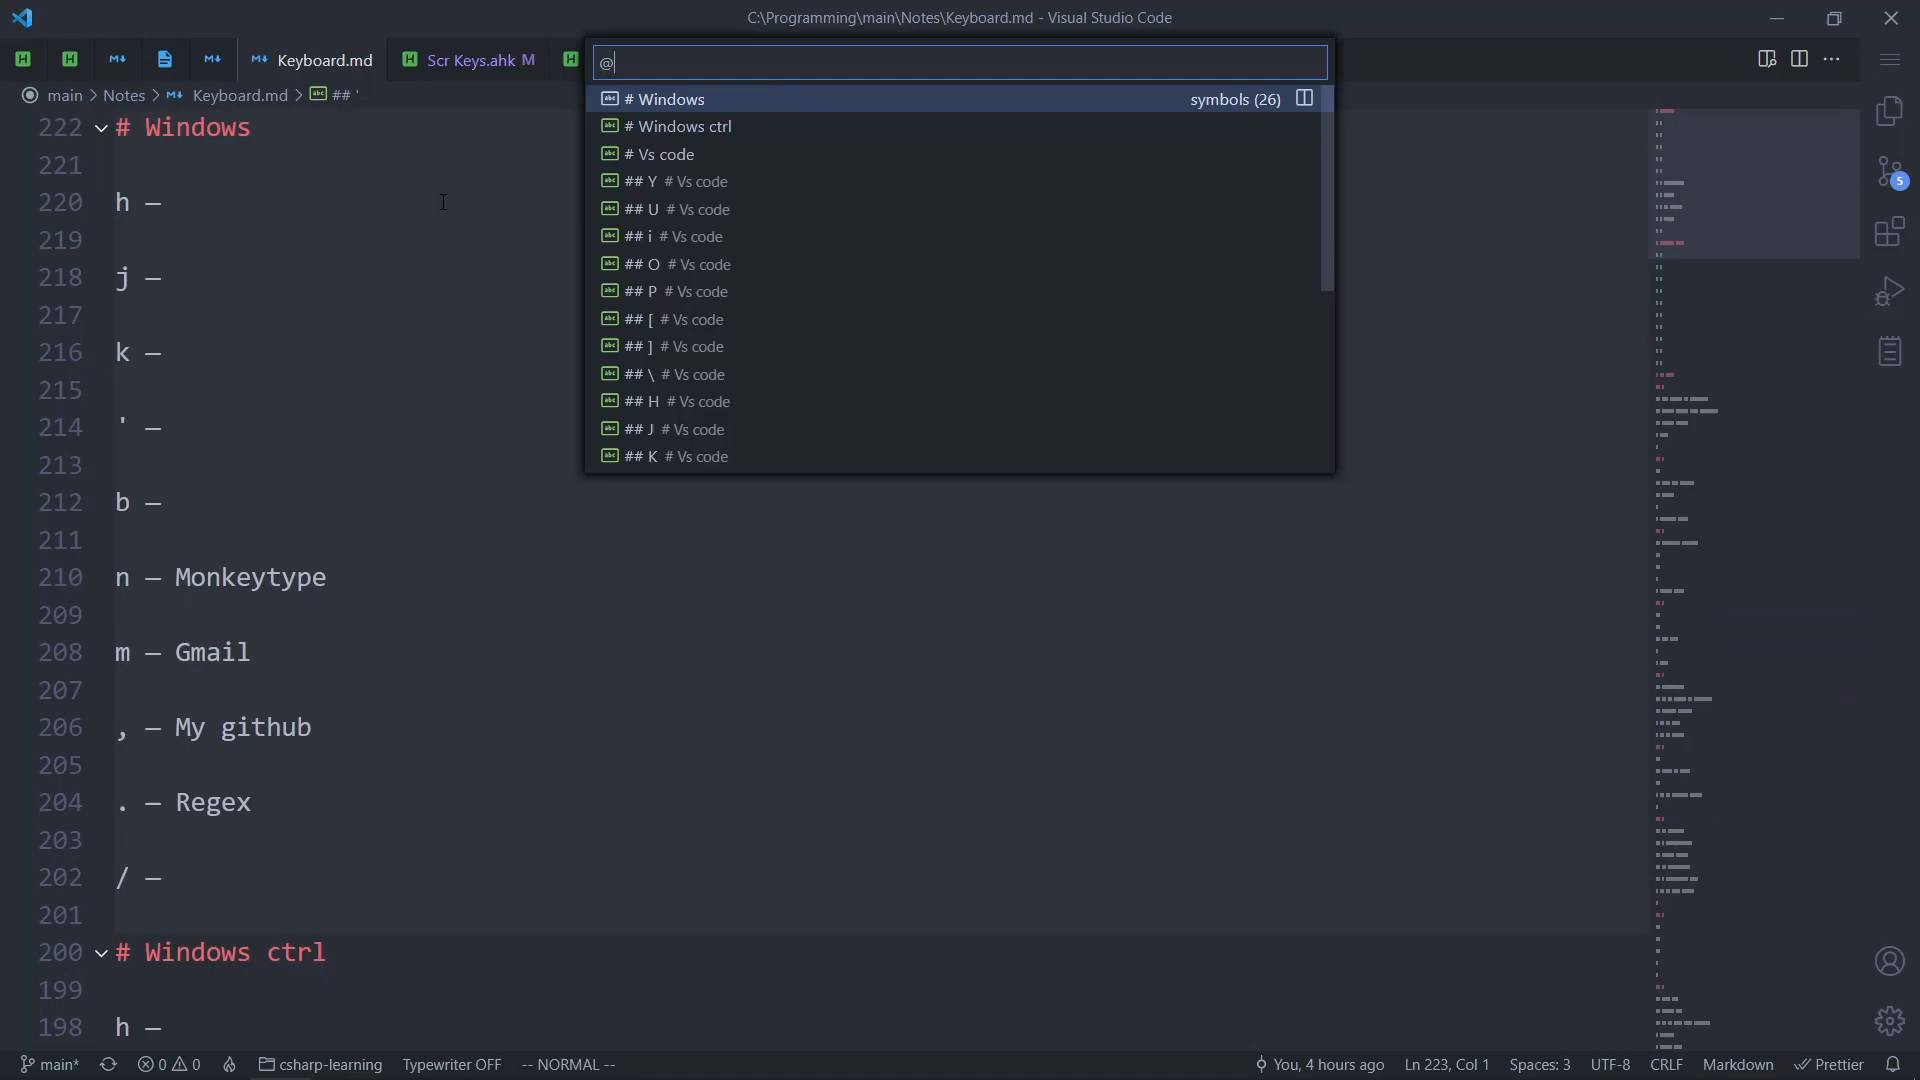 C:\Programming\main\Notes\Keyboard.md - Visual Studio Code
Keyboard.md
Scr Keys.ahk M
main > Notes > Keyboard.md > ## '
@
# Windows symbols (26)
# Windows ctrl
# Vs code
## Y # Vs code
## U # Vs code
## i # Vs code
## O # Vs code
## P # Vs code
## [ # Vs code
## ] # Vs code
## \ # Vs code
## H # Vs code
## J # Vs code
## K # Vs code
222 # Windows
221
220 h —
219
218 j —
217
216 k —
215
214 ' —
213
212 b —
211
210 n — Monkeytype
209
208 m — Gmail
207
206 , — My github
205
204 . — Regex
203
202 / —
201
200 # Windows ctrl
199
198 h —
5
main* 0 0 csharp-learning Typewriter OFF -- NORMAL -- You, 4 hours ago Ln 223, Col 1 Spaces: 3 UTF-8 CRLF Markdown Prettier